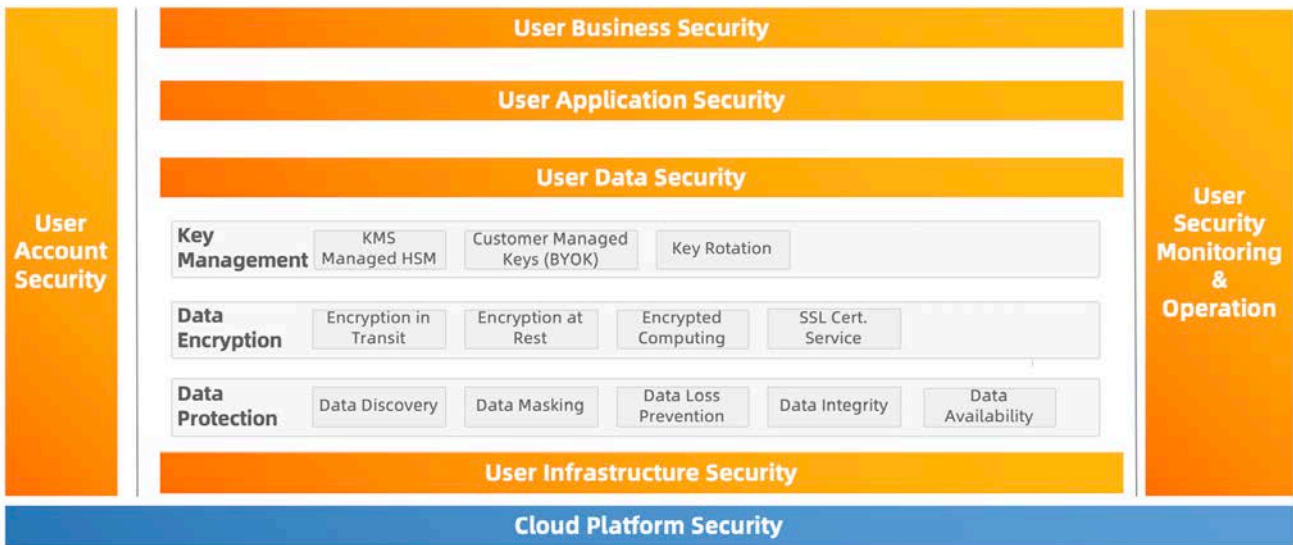 User Business Security
User Application Security
User Data Security
User
Account
Security
User
Security
Monitoring
&
Operation
Key
Management
KMS
Managed HSM
Customer Managed
Keys (BYOK)
Key Rotation
Data
Encryption
Encryption in
Transit
Encryption at
Rest
Encrypted
Computing
SSL Cert.
Service
Data
Protection
Data Discovery
Data Masking
Data Loss
Prevention
Data Integrity
Data
Availability
User Infrastructure Security
Cloud Platform Security